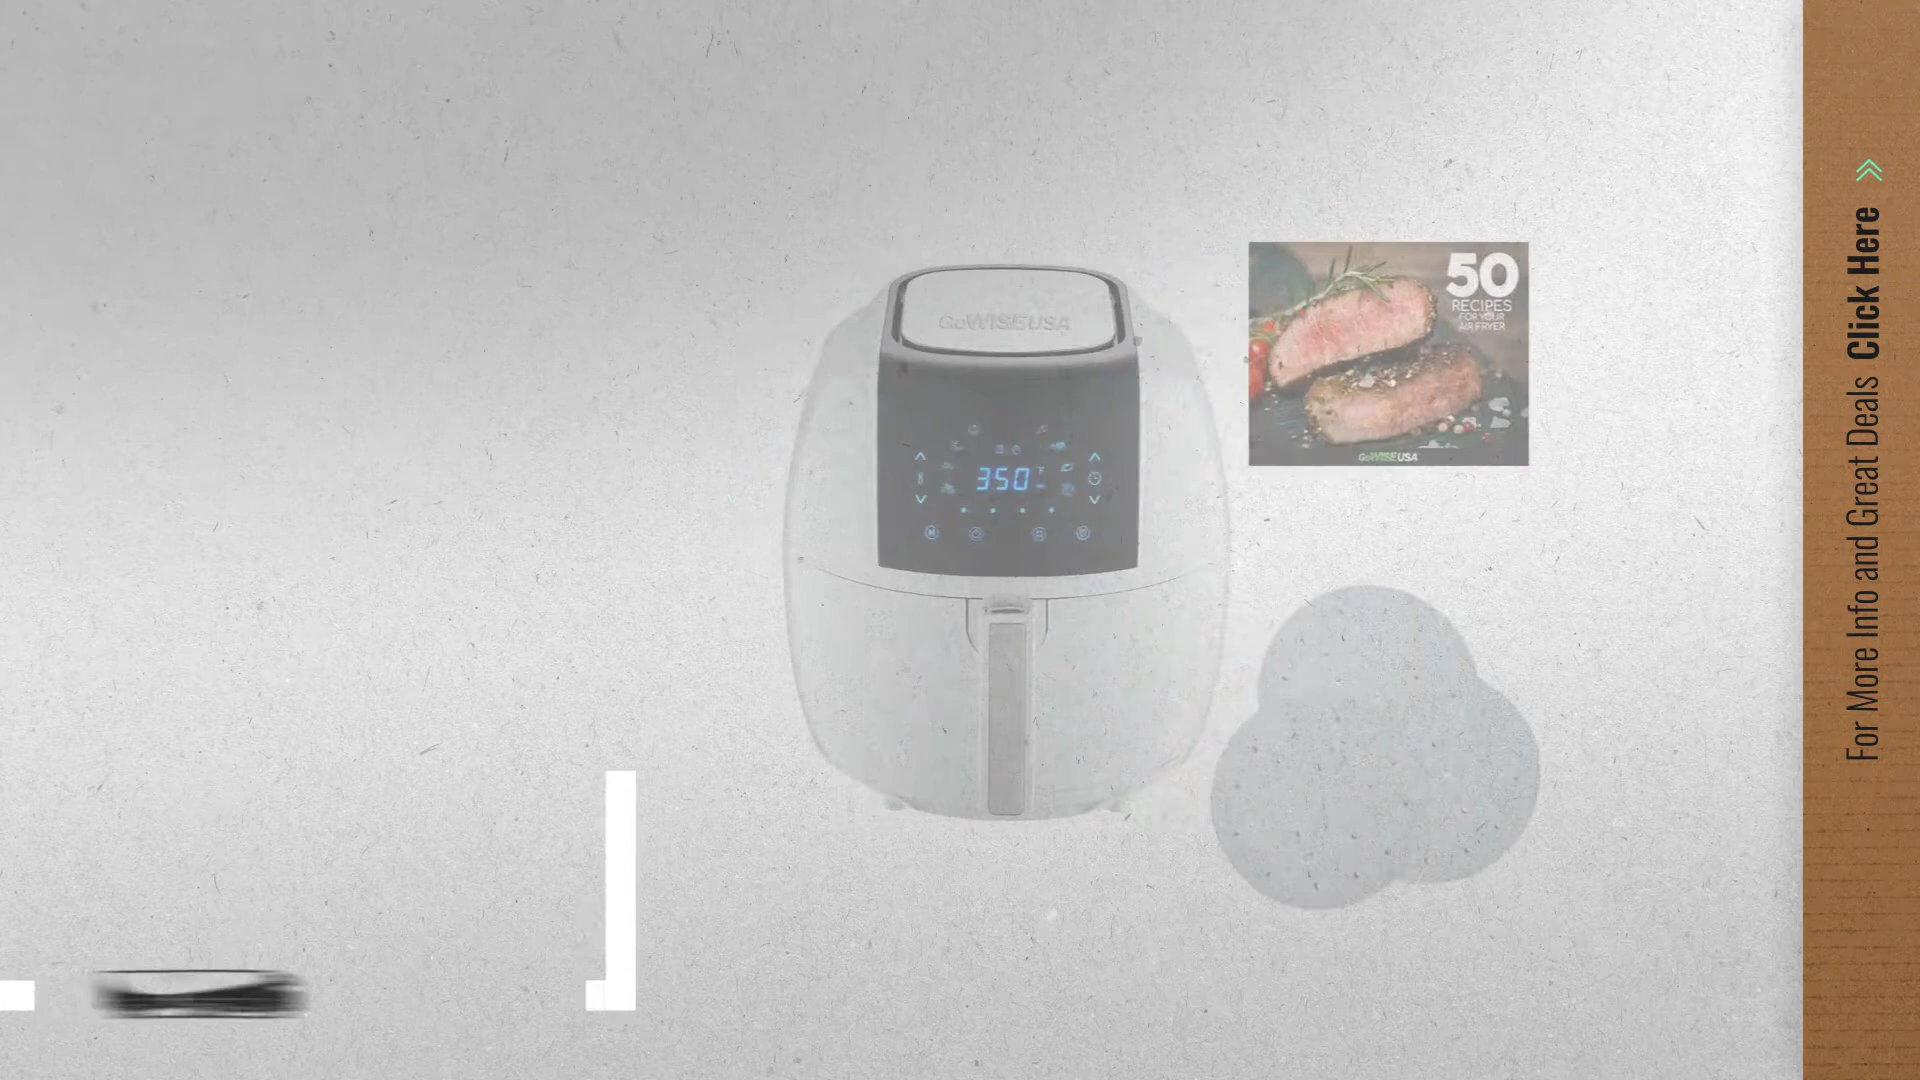 GoWISEUSA
350 °F
50
RECIPES
FOR YOUR
AIR FRYER
GoWISEUSA
For More Info and Great Deals Click Here